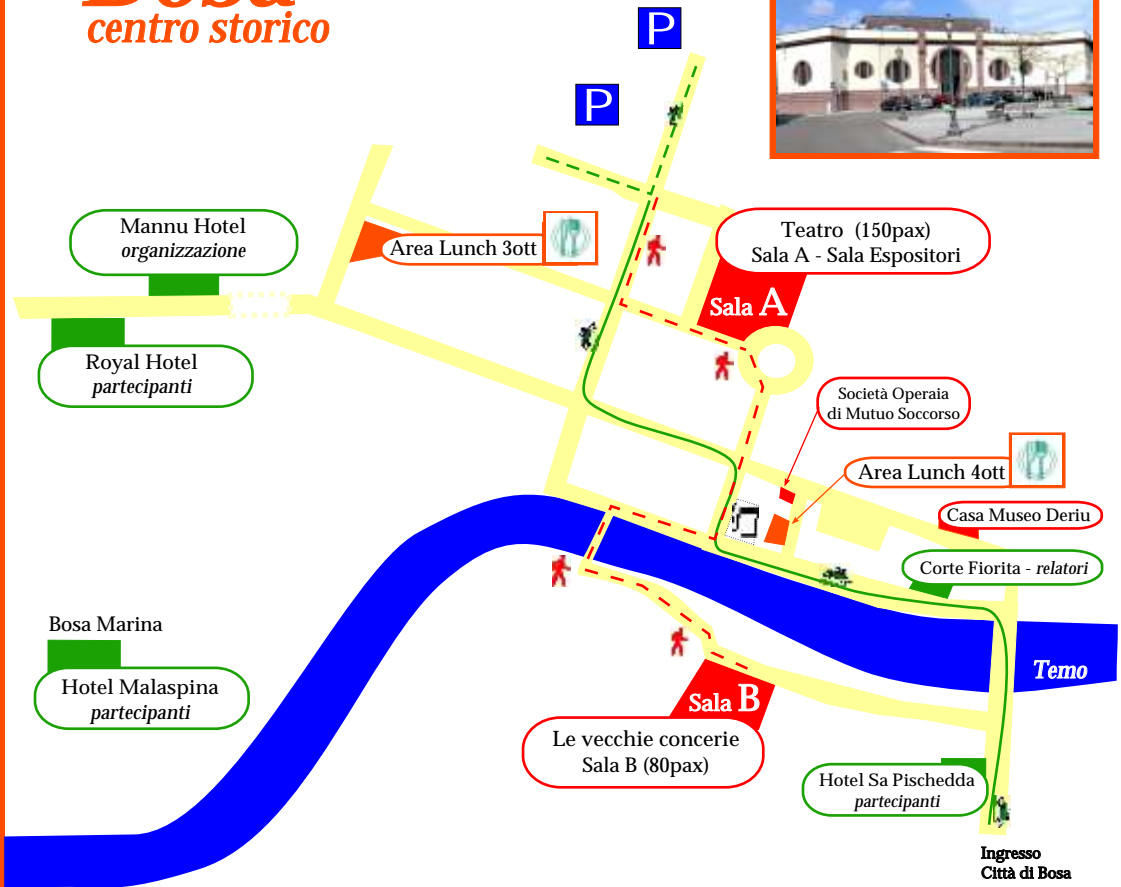 Bosa
centro storico
P
P
Mannu Hotel
organizzazione
Area Lunch 3ott
Teatro (150pax)
Sala A - Sala Espositori
Sala A
Royal Hotel
partecipanti
Società Operaia
di Mutuo Soccorso
Area Lunch 4ott
Casa Museo Deriu
Corte Fiorita - relatori
Bosa Marina
Hotel Malaspina
partecipanti
Temo
Sala B
Le vecchie concerie
Sala B (80pax)
Hotel Sa Pischedda
partecipanti
Ingresso
Città di Bosa